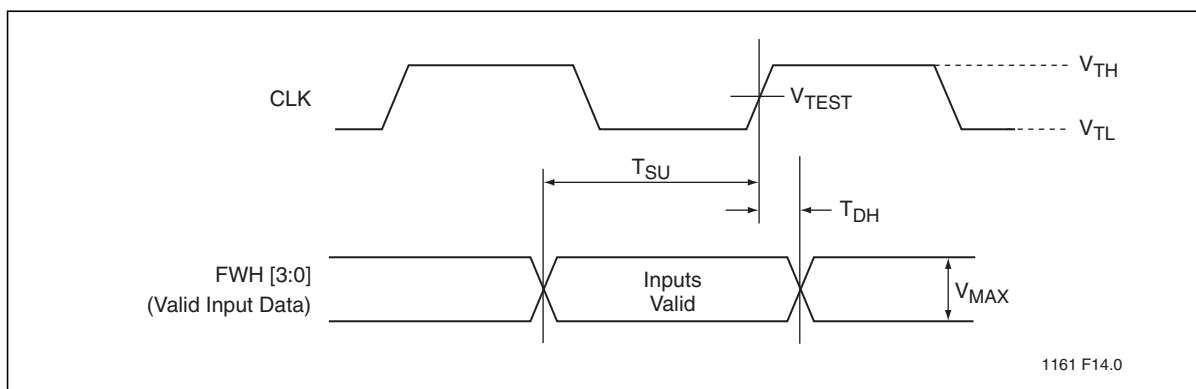 V_TH
CLK
V_TEST
V_TL
T_SU
T_DH
FWH [3:0]
(Valid Input Data)
Inputs
Valid
V_MAX
1161 F14.0